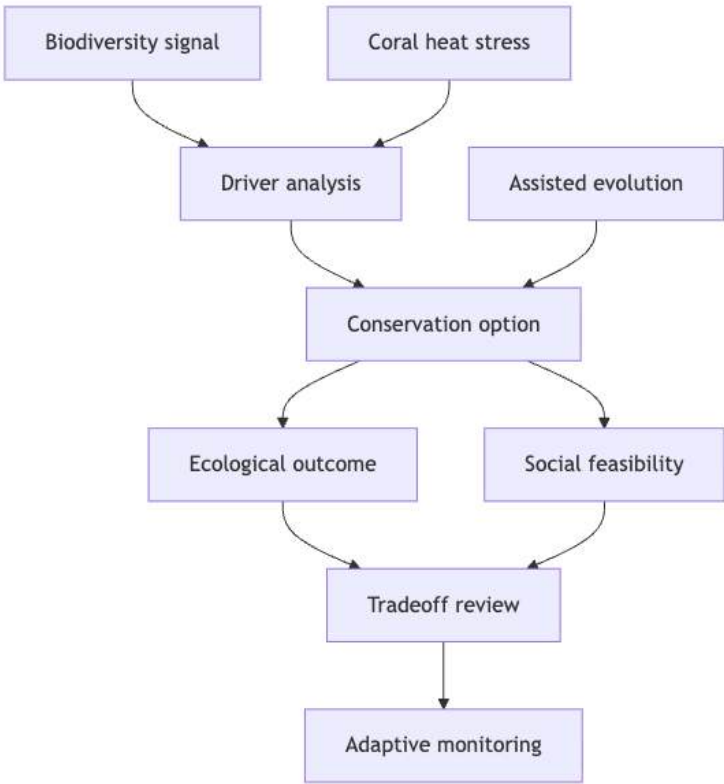 Biodiversity signal
Coral heat stress
Driver analysis
Assisted evolution
Conservation option
Ecological outcome
Social feasibility
Tradeoff review
Adaptive monitoring